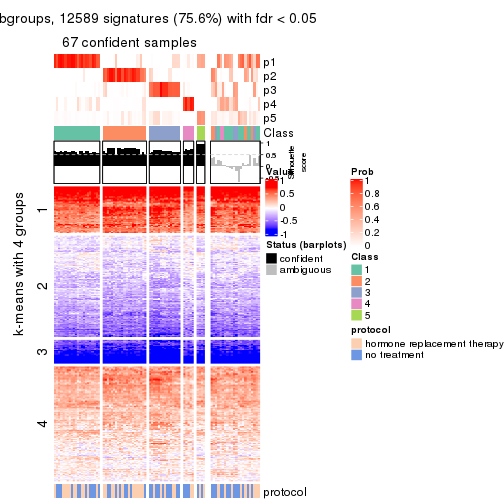 bgroups, 12589 signatures (75.6%) with fdr < 0.05
67 confident samples
p1
p2
p3
p4
p5
Class
1
0.5
0
-0.5
Silhouette
score
k-means with 4 groups
1
2
3
4
protocol
Value
1
0.5
0
-0.5
-1
Status (barplots)
confident
ambiguous
Prob
1
0.8
0.6
0.4
0.2
0
Class
1
2
3
4
5
protocol
hormone replacement therapy
no treatment